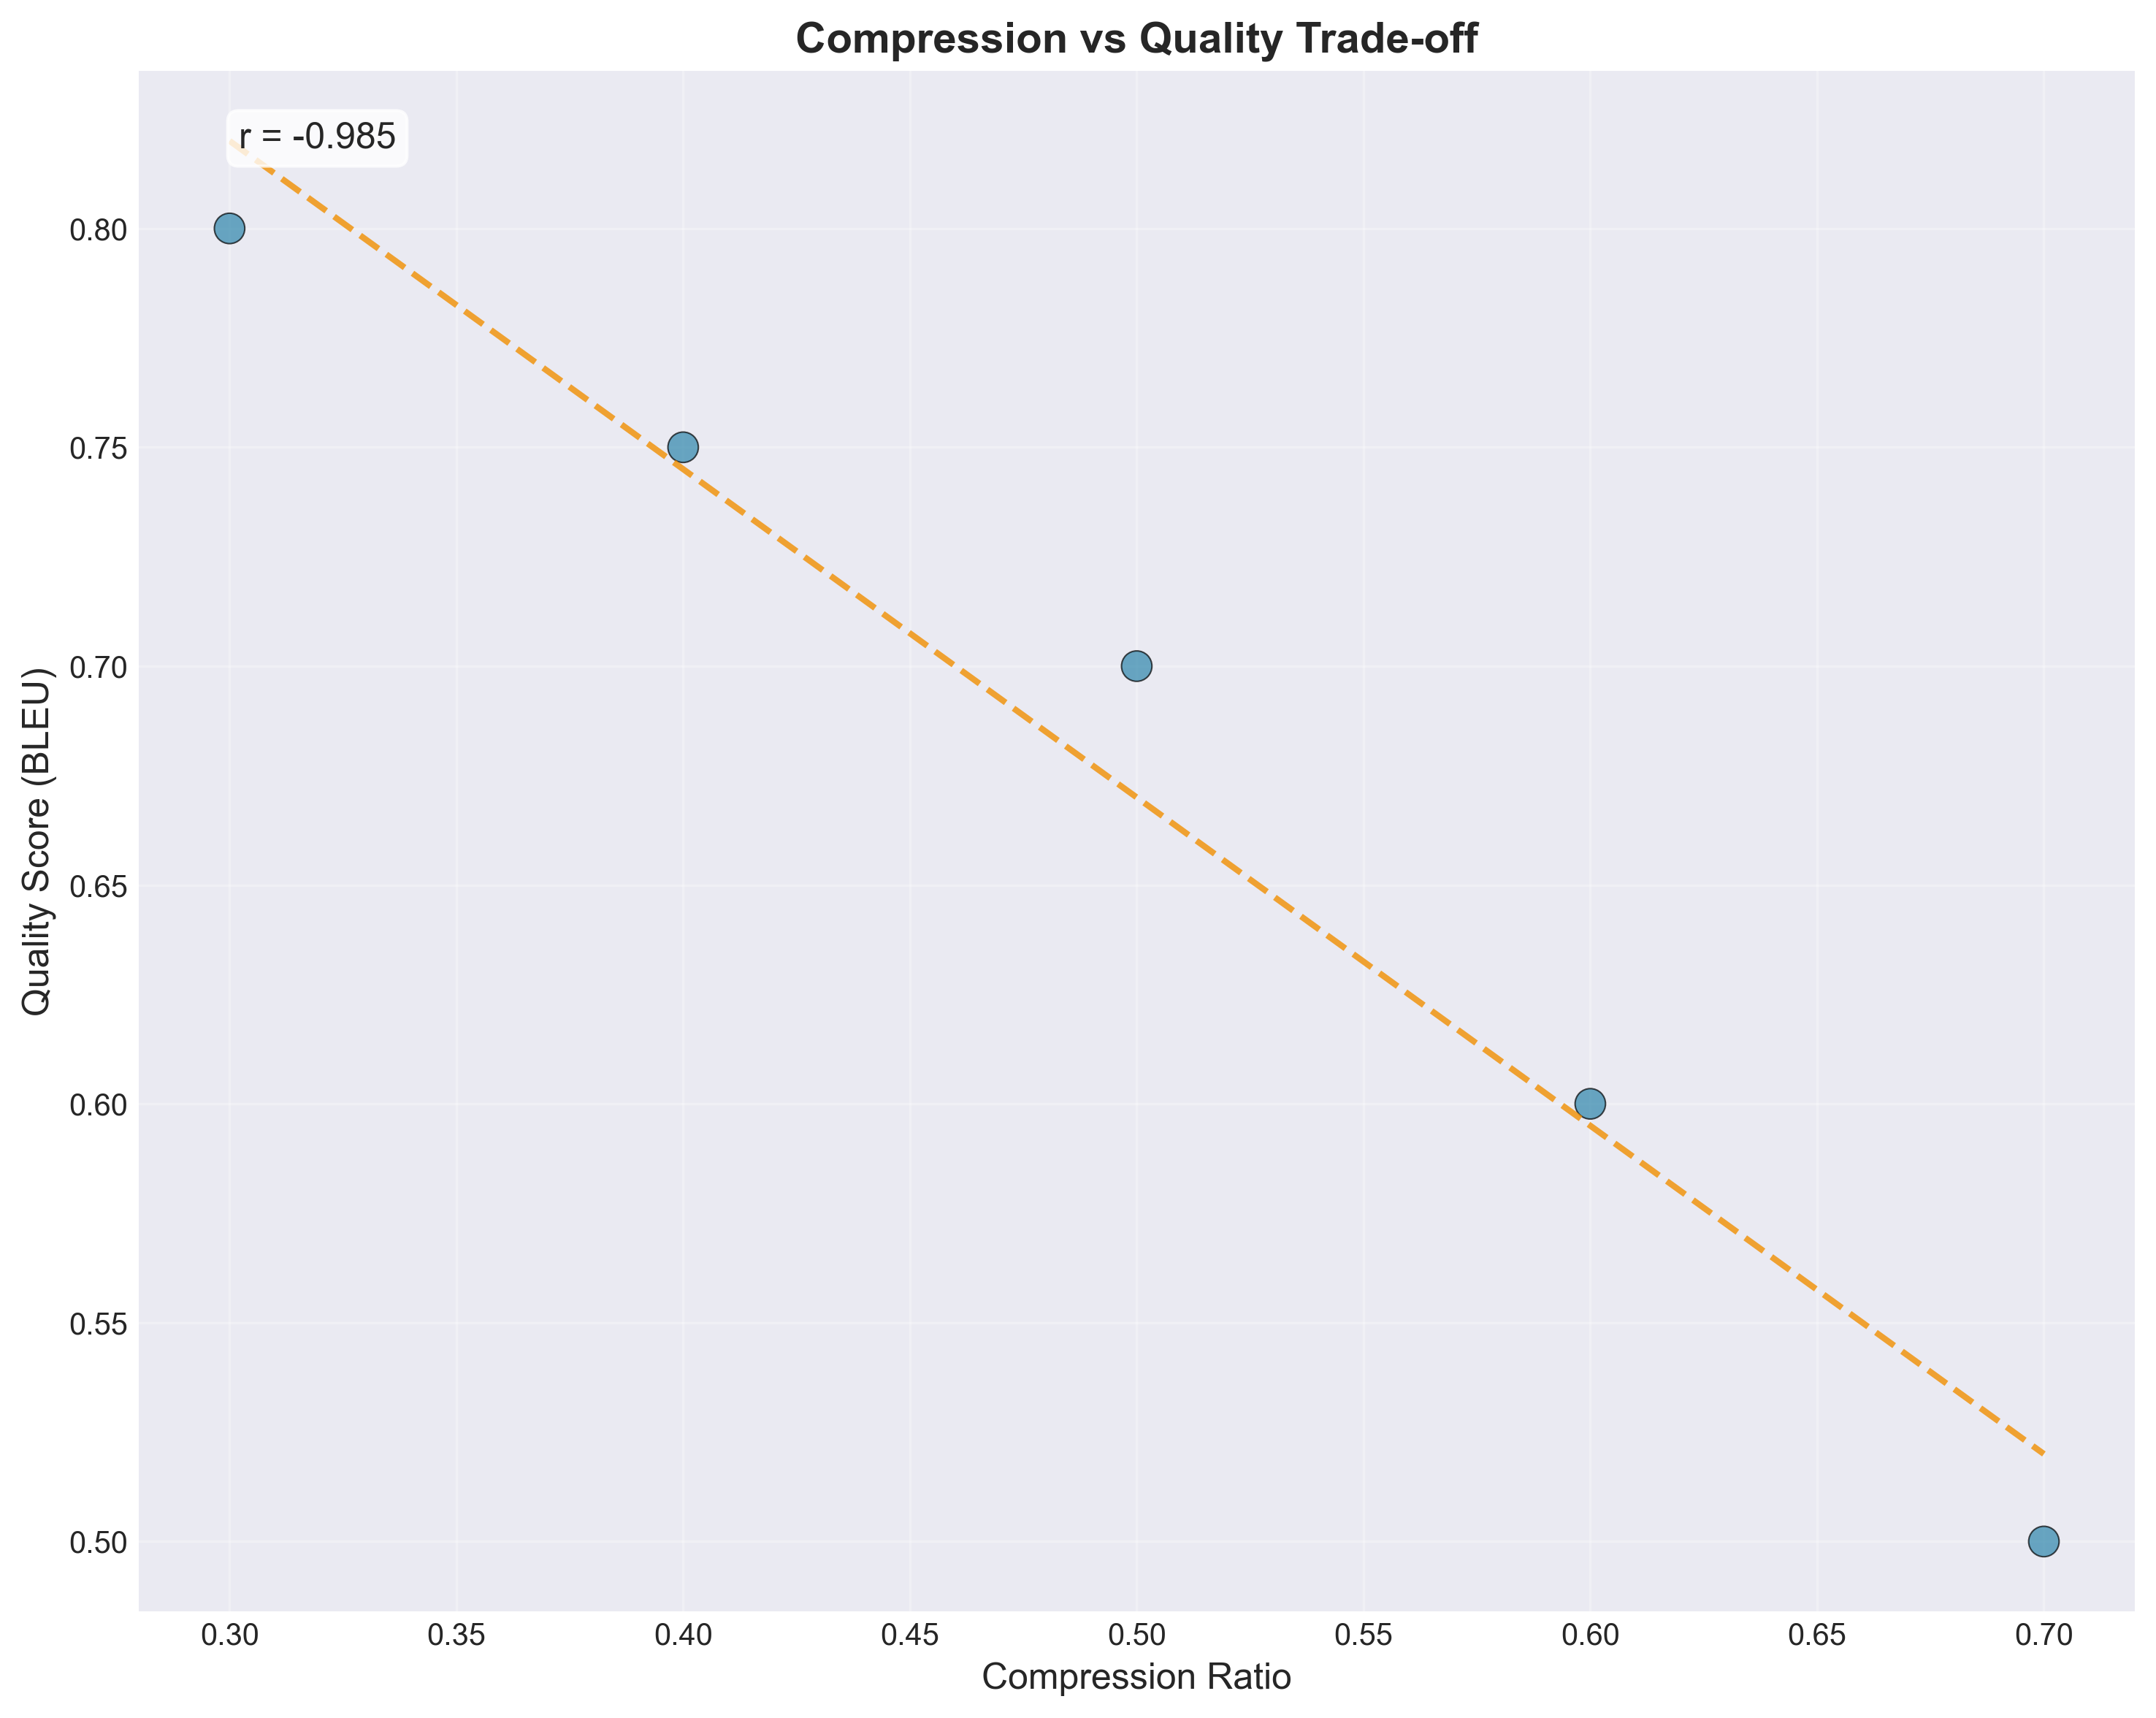 Compression vs Quality Trade-off
r = -0.985
Quality Score (BLEU)
0.80
0.75
0.70
0.65
0.60
0.55
0.50
0.30 0.35 0.40 0.45 0.50 0.55 0.60 0.65 0.70
Compression Ratio